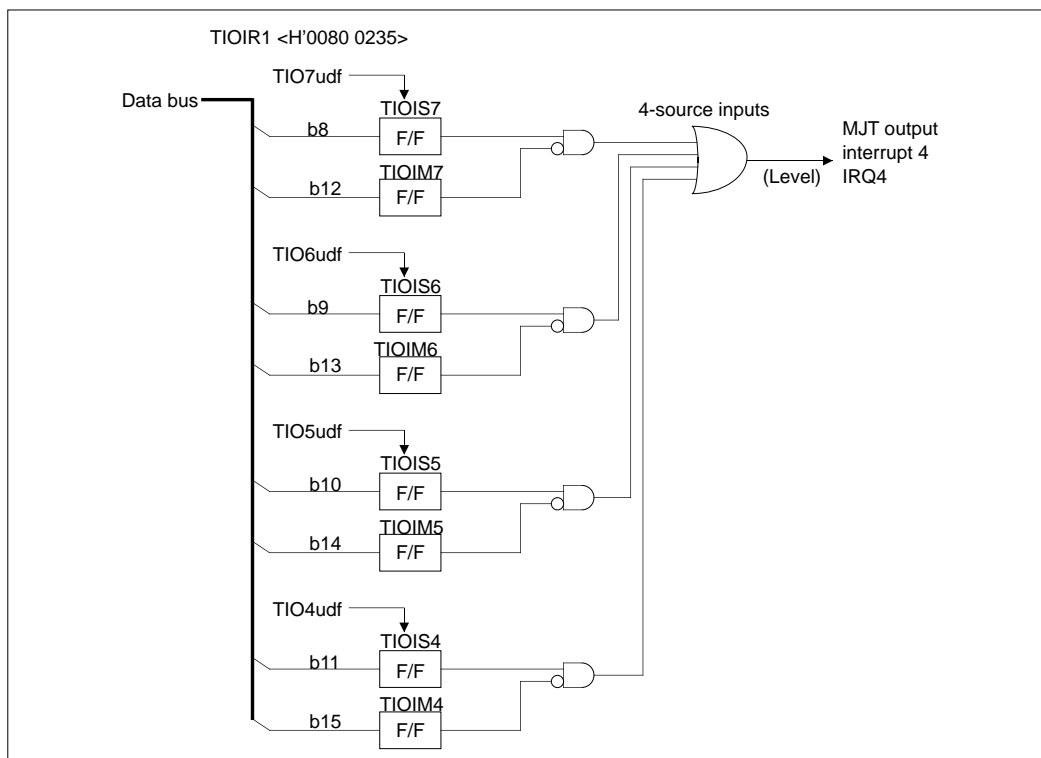 TIOIR1 <H'0080 0235>
TIO7udf
Data bus
TIOIS7
4-source inputs
b8
F/F
MJT output
interrupt 4
IRQ4
(Level)
TIOIM7
b12
F/F
TIO6udf
TIOIS6
b9
F/F
TIOIM6
b13
F/F
TIO5udf
TIOIS5
b10
F/F
TIOIM5
b14
F/F
TIO4udf
TIOIS4
b11
F/F
TIOIM4
b15
F/F